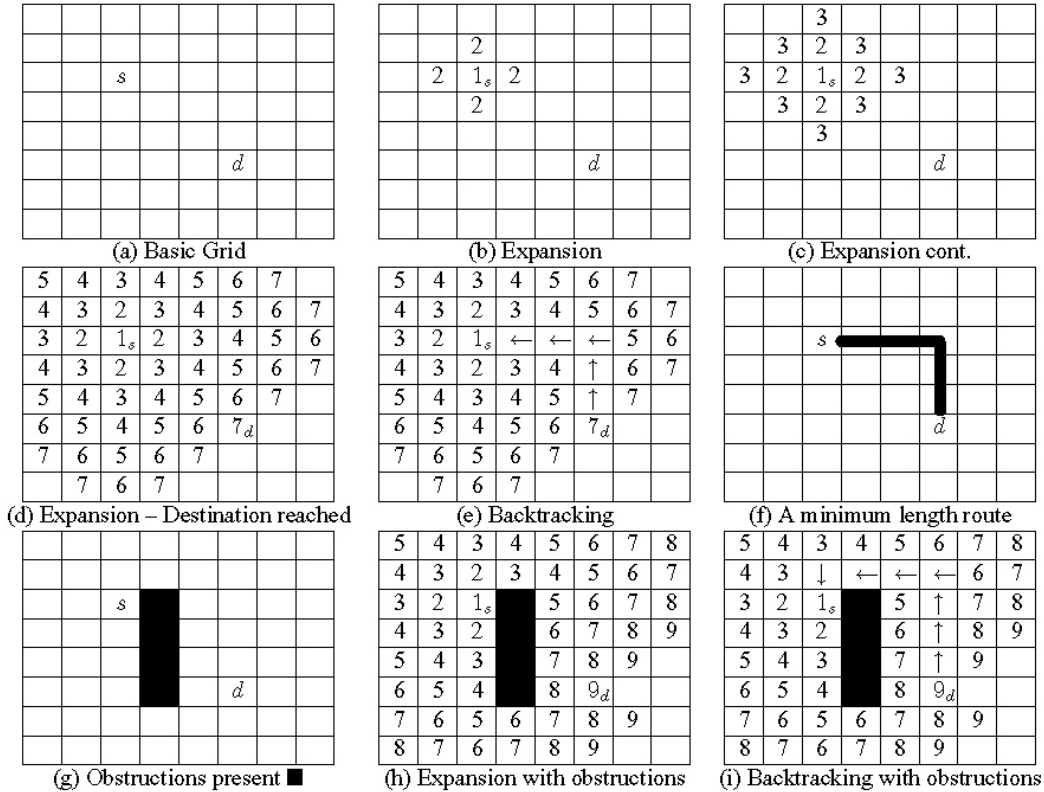 s
d
(a) Basic Grid
2
2 1s 2
2
d
(b) Expansion
3
3 2 3
3 2 1s 2 3
3 2 3
3
d
(c) Expansion cont.
5 4 3 4 5 6 7
4 3 2 3 4 5 6 7
3 2 1s 2 3 4 5 6
4 3 2 3 4 5 6 7
5 4 3 4 5 6 7
6 5 4 5 6 7d
7 6 5 6 7
7 6 7
(d) Expansion – Destination reached
5 4 3 4 5 6 7
4 3 2 3 4 5 6 7
3 2 1s ← ← ← 5 6
4 3 2 3 4 ↑ 6 7
5 4 3 4 5 ↑ 7
6 5 4 5 6 7d
7 6 5 6 7
7 6 7
(e) Backtracking
s
d
(f) A minimum length route
s
d
(g) Obstructions present ■
5 4 3 4 5 6 7 8
4 3 2 3 4 5 6 7
3 2 1s 5 6 7 8
4 3 2 6 7 8 9
5 4 3 7 8 9
6 5 4 8 9d
7 6 5 6 7 8 9
8 7 6 7 8 9
(h) Expansion with obstructions
5 4 3 4 5 6 7 8
4 3 ↓ ← ← ← 6 7
3 2 1s 5 ↑ 7 8
4 3 2 6 ↑ 8 9
5 4 3 7 ↑ 9
6 5 4 8 9d
7 6 5 6 7 8 9
8 7 6 7 8 9
(i) Backtracking with obstructions